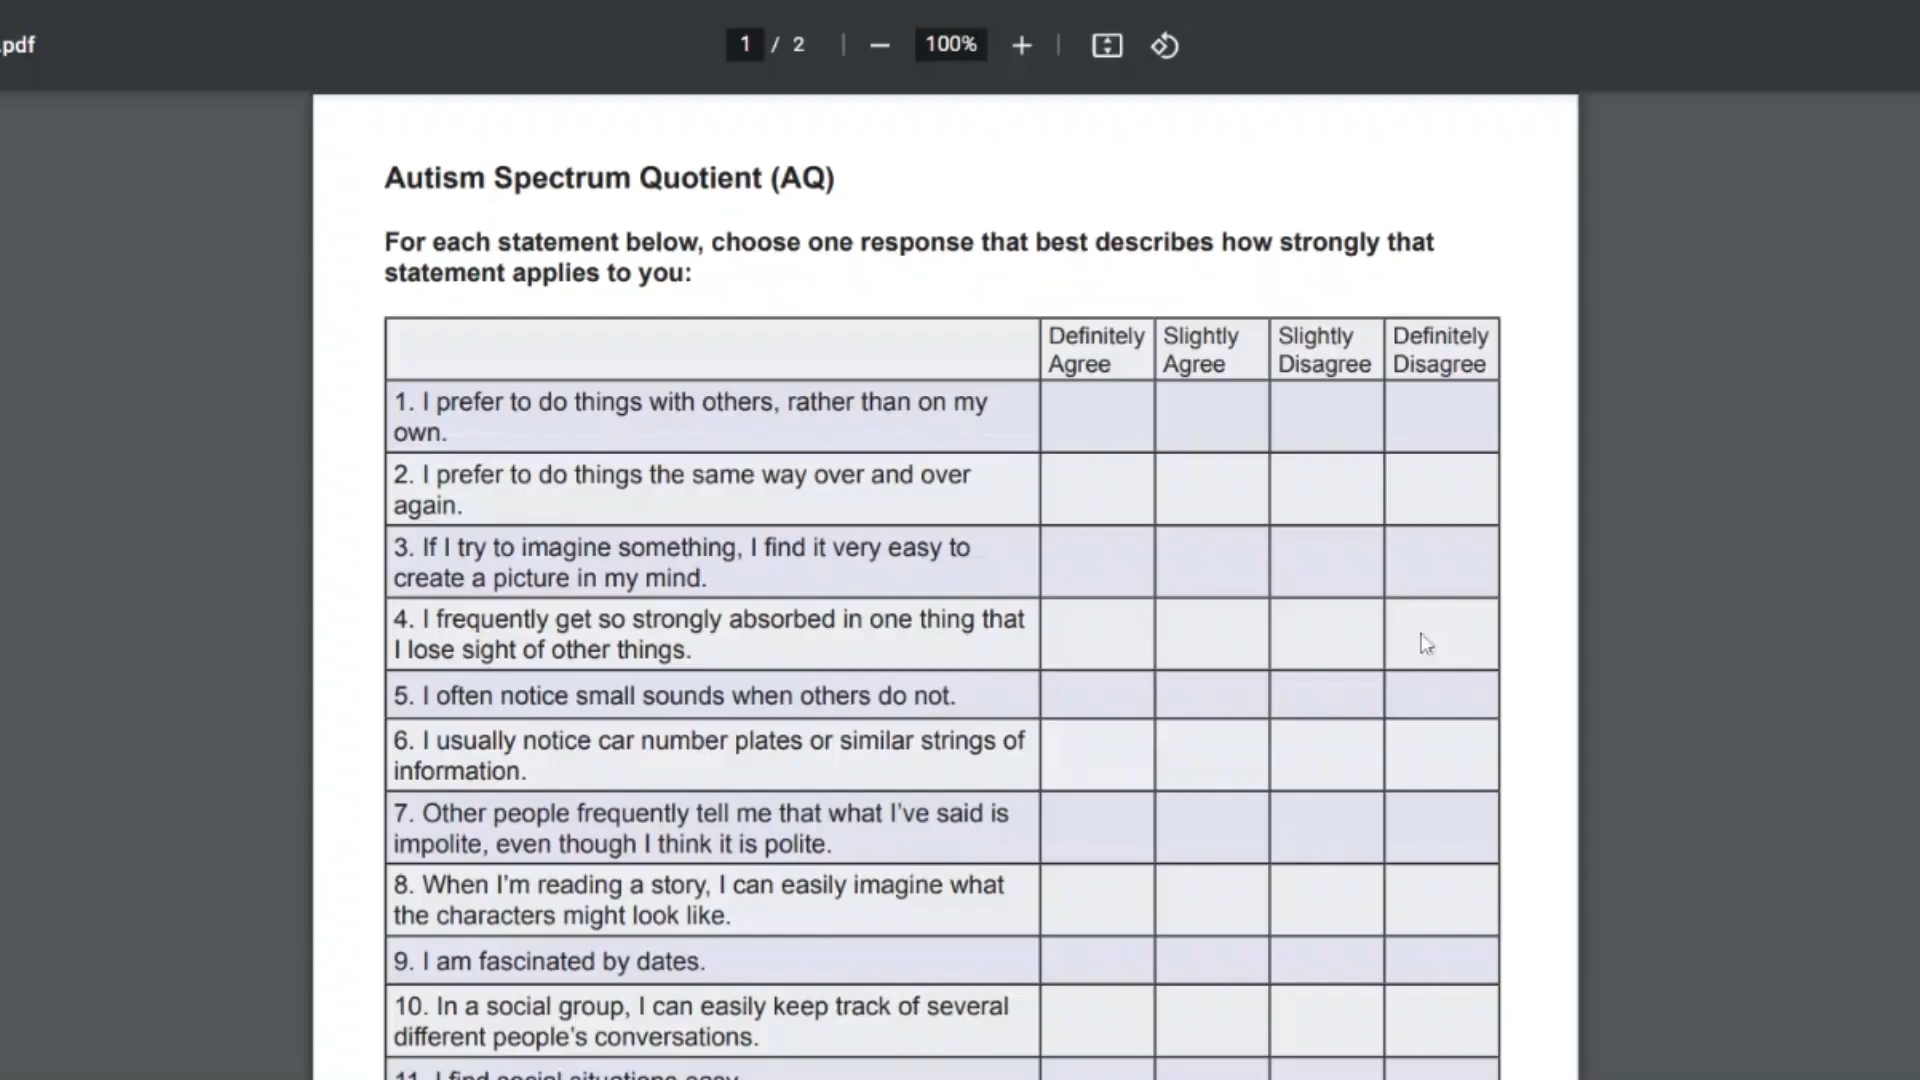 .pdf
1 / 2
100%
Autism Spectrum Quotient (AQ)
For each statement below, choose one response that best describes how strongly that
statement applies to you:
Definitely Agree
Slightly Agree
Slightly Disagree
Definitely Disagree
1. I prefer to do things with others, rather than on my
own.
2. I prefer to do things the same way over and over
again.
3. If I try to imagine something, I find it very easy to
create a picture in my mind.
4. I frequently get so strongly absorbed in one thing that
I lose sight of other things.
5. I often notice small sounds when others do not.
6. I usually notice car number plates or similar strings of
information.
7. Other people frequently tell me that what I've said is
impolite, even though I think it is polite.
8. When I'm reading a story, I can easily imagine what
the characters might look like.
9. I am fascinated by dates.
10. In a social group, I can easily keep track of several
different people's conversations.
11. I find social situations easy.